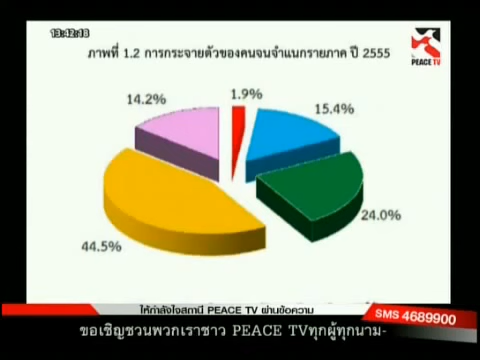 13:42:18
PEACE TV
ภาพที่ 1.2 การกระจายตัวของคนจนจำแนกรายภาค ปี 2555
1.9%
14.2%
15.4%
24.0%
44.5%
ให้กำลังใจสถานี PEACE TV ผ่านข้อความ
SMS 4689900
ขอเชิญชวนพวกเราชาว PEACE TVทุกผู้ทุกนาม-